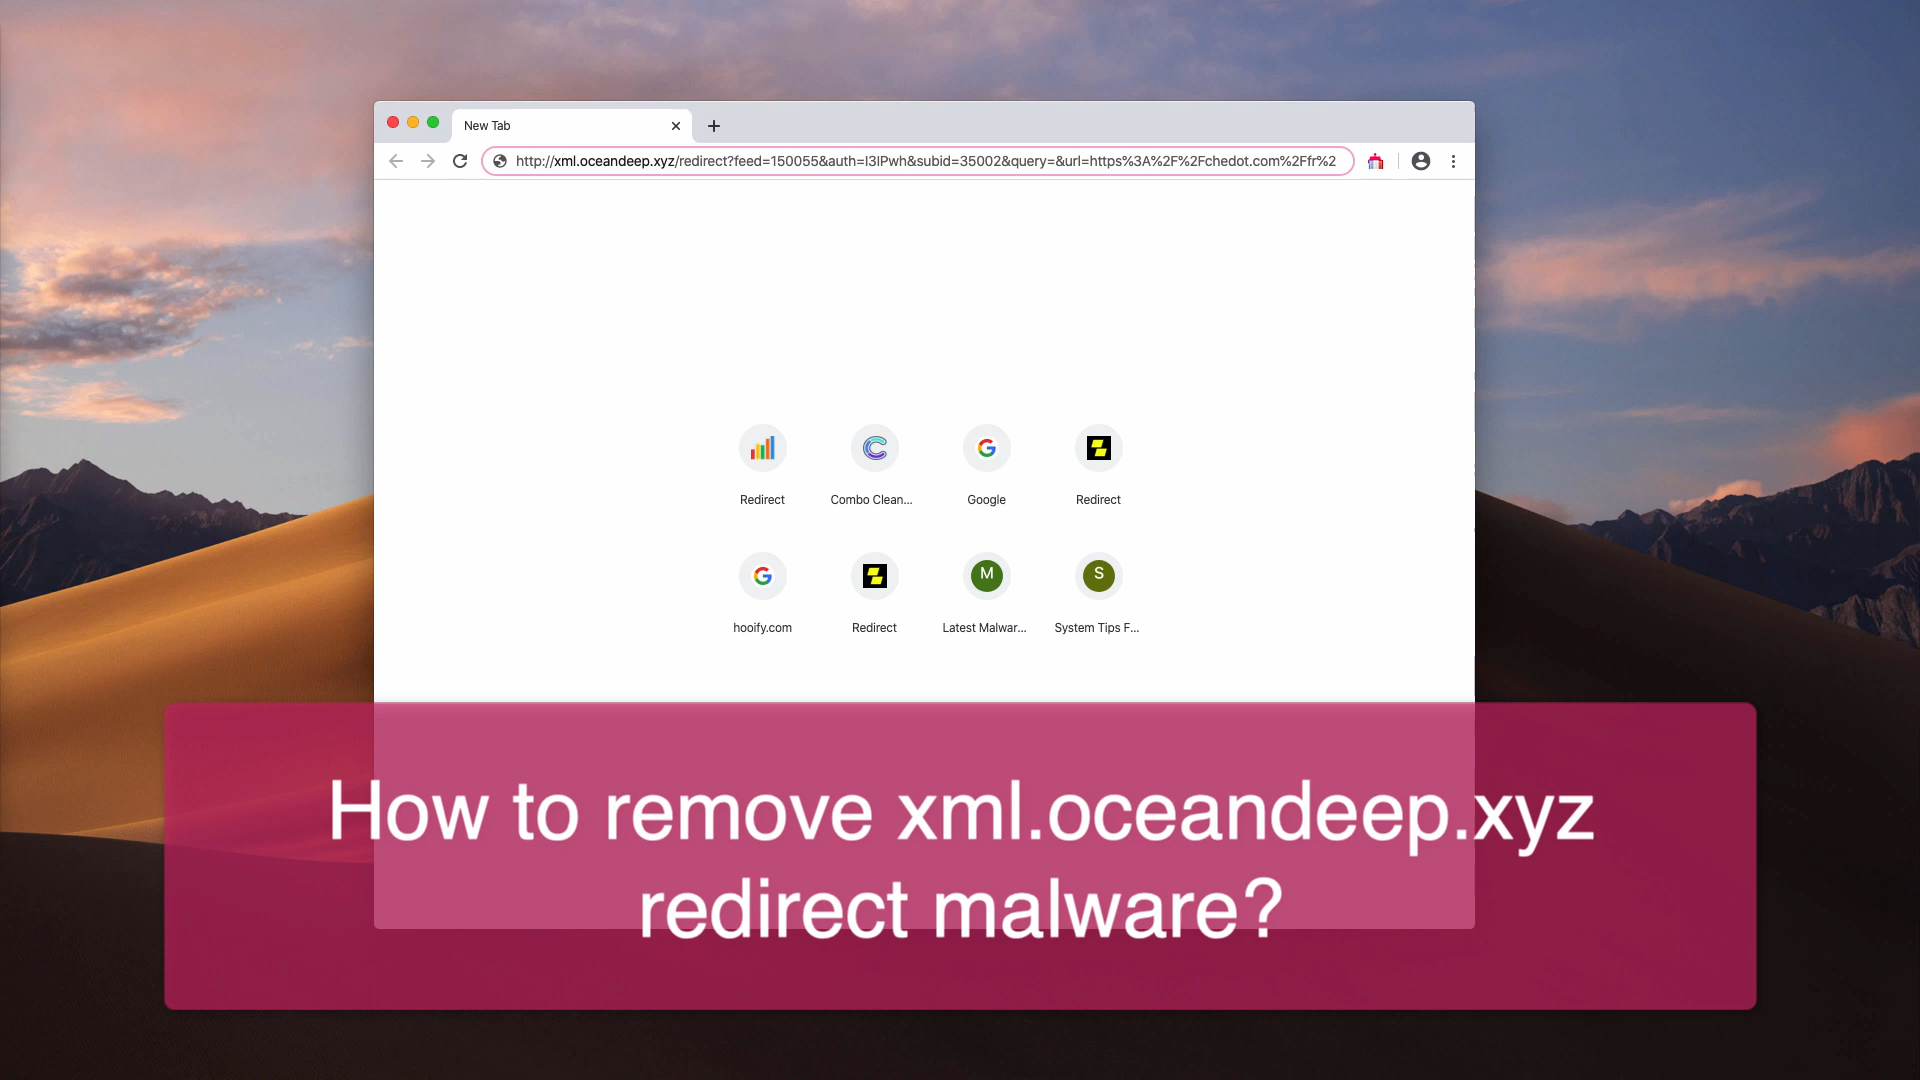 New Tab
http://xml.oceandeep.xyz/redirect?feed=150055&auth=l3lPwh&subid=35002&query=&url=https%3A%2F%2Fchedot.com%2Ffr%2
Redirect
Combo Clean...
Google
Redirect
hooify.com
Redirect
M
Latest Malwar...
S
System Tips F...
How to remove xml.oceandeep.xyz
redirect malware?